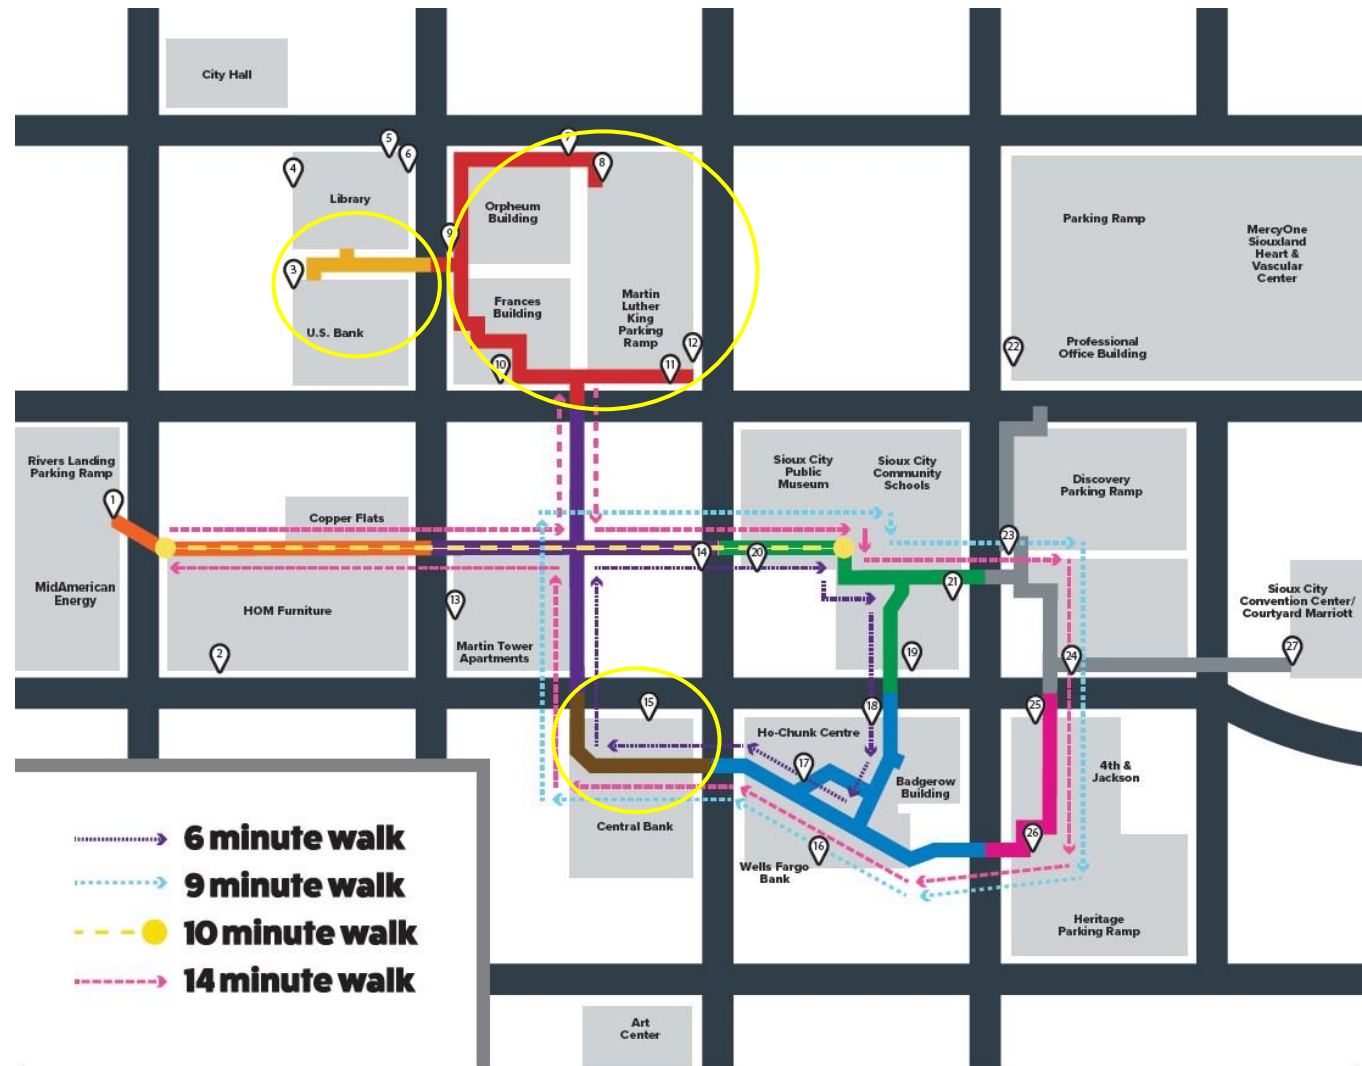 City Hall
5
6
4
7
8
Library
Orpheum
Building
Parking Ramp
MercyOne
Siouxland
Heart &
Vascular
Center
9
3
Frances
Building
Martin
Luther
King
Parking
Ramp
U.S. Bank
12
22
Professional
Office Building
10
11
Rivers Landing
Parking Ramp
Sioux City
Public
Museum
Sioux City
Community
Schools
Discovery
Parking Ramp
1
Copper Flats
23
14
20
MidAmerican
Energy
HOM Furniture
13
21
Sioux City
Convention Center/
Courtyard Marriott
Martin Tower
Apartments
2
19
24
27
15
18
25
Ho-Chunk Centre
17
4th &
Jackson
Badgerow
Building
Central Bank
26
16
Wells Fargo
Bank
Heritage
Parking Ramp
6 minute walk
9 minute walk
10 minute walk
14 minute walk
Art
Center